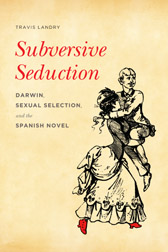 TRAVIS LANDRY
Subversive
Seduction
DARWIN,
SEXUAL SELECTION,
and the
SPANISH NOVEL